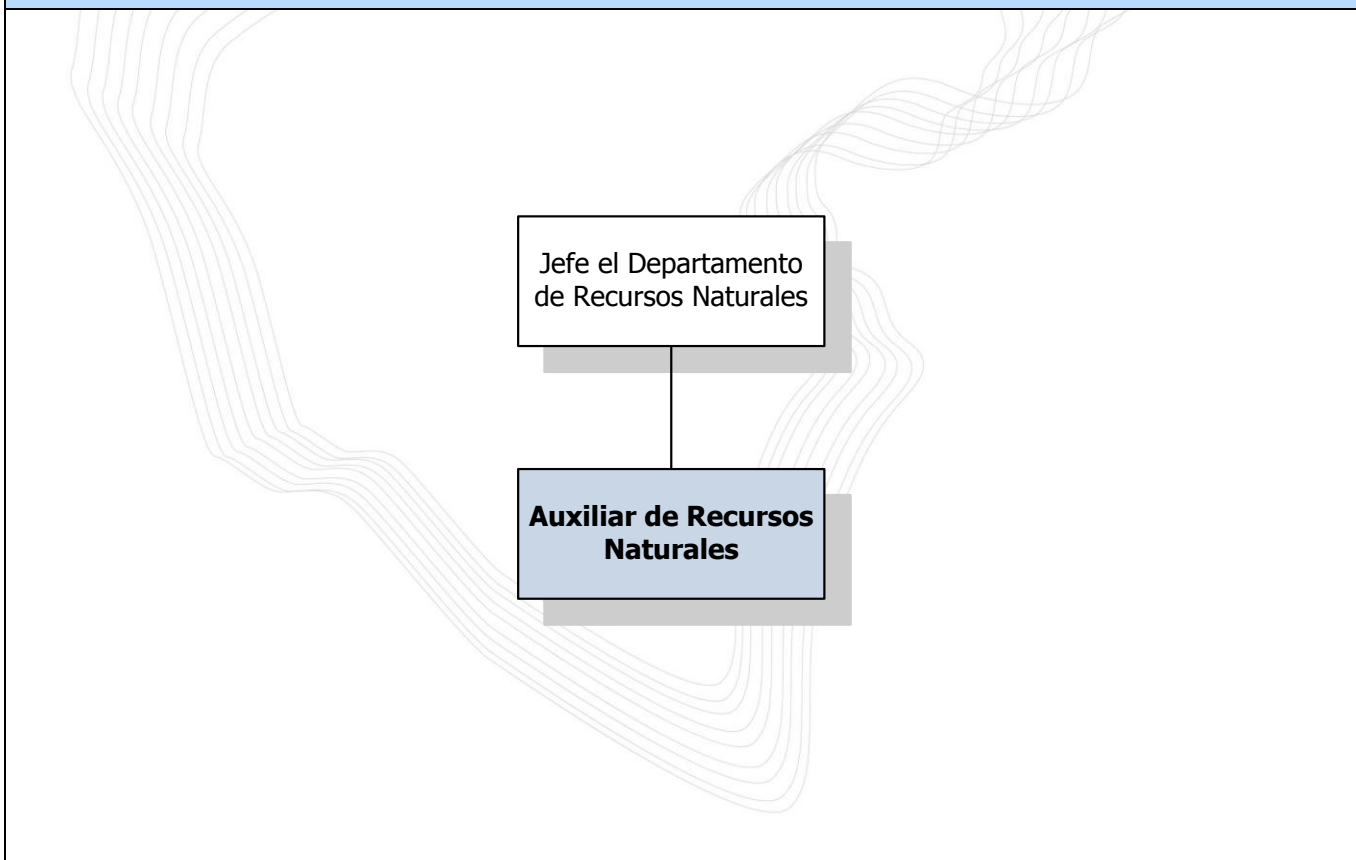 Jefe el Departamento
de Recursos Naturales
Auxiliar de Recursos
Naturales